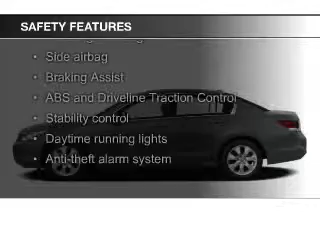 SAFETY FEATURES
• Side airbag
• Braking Assist
• ABS and Driveline Traction Control
• Stability control
• Daytime running lights
• Anti-theft alarm system